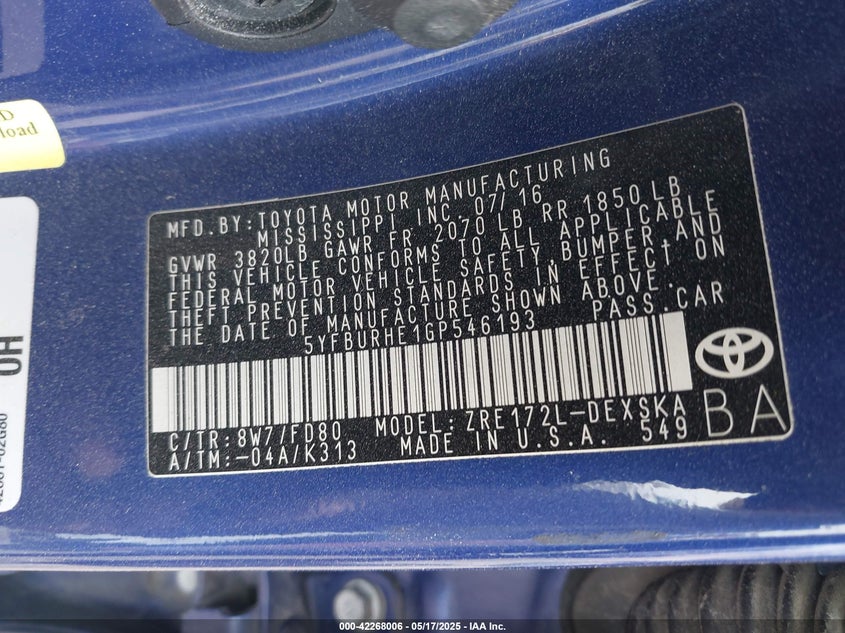 D
load
OH
MFD. BY: TOYOTA MOTOR MANUFACTURING
MISSISSIPPI INC. 07/16
GVWR 3820LB GAWR FR 2070 LB RR 1850 LB
THIS VEHICLE CONFORMS TO ALL APPLICABLE
FEDERAL MOTOR VEHICLE SAFETY, BUMPER, AND
THEFT PREVENTION STANDARDS IN EFFECT ON
THE DATE OF MANUFACTURE SHOWN ABOVE.
5YFBURHE1GP546193 PASS. CAR
C/TR: 8W7/FD80 MODEL: ZRE172L-DEXSKA
A/TM: -04A/K313 MADE IN U.S.A. 549
BA
000-42268006 — 05/17/2025 — IAA Inc.